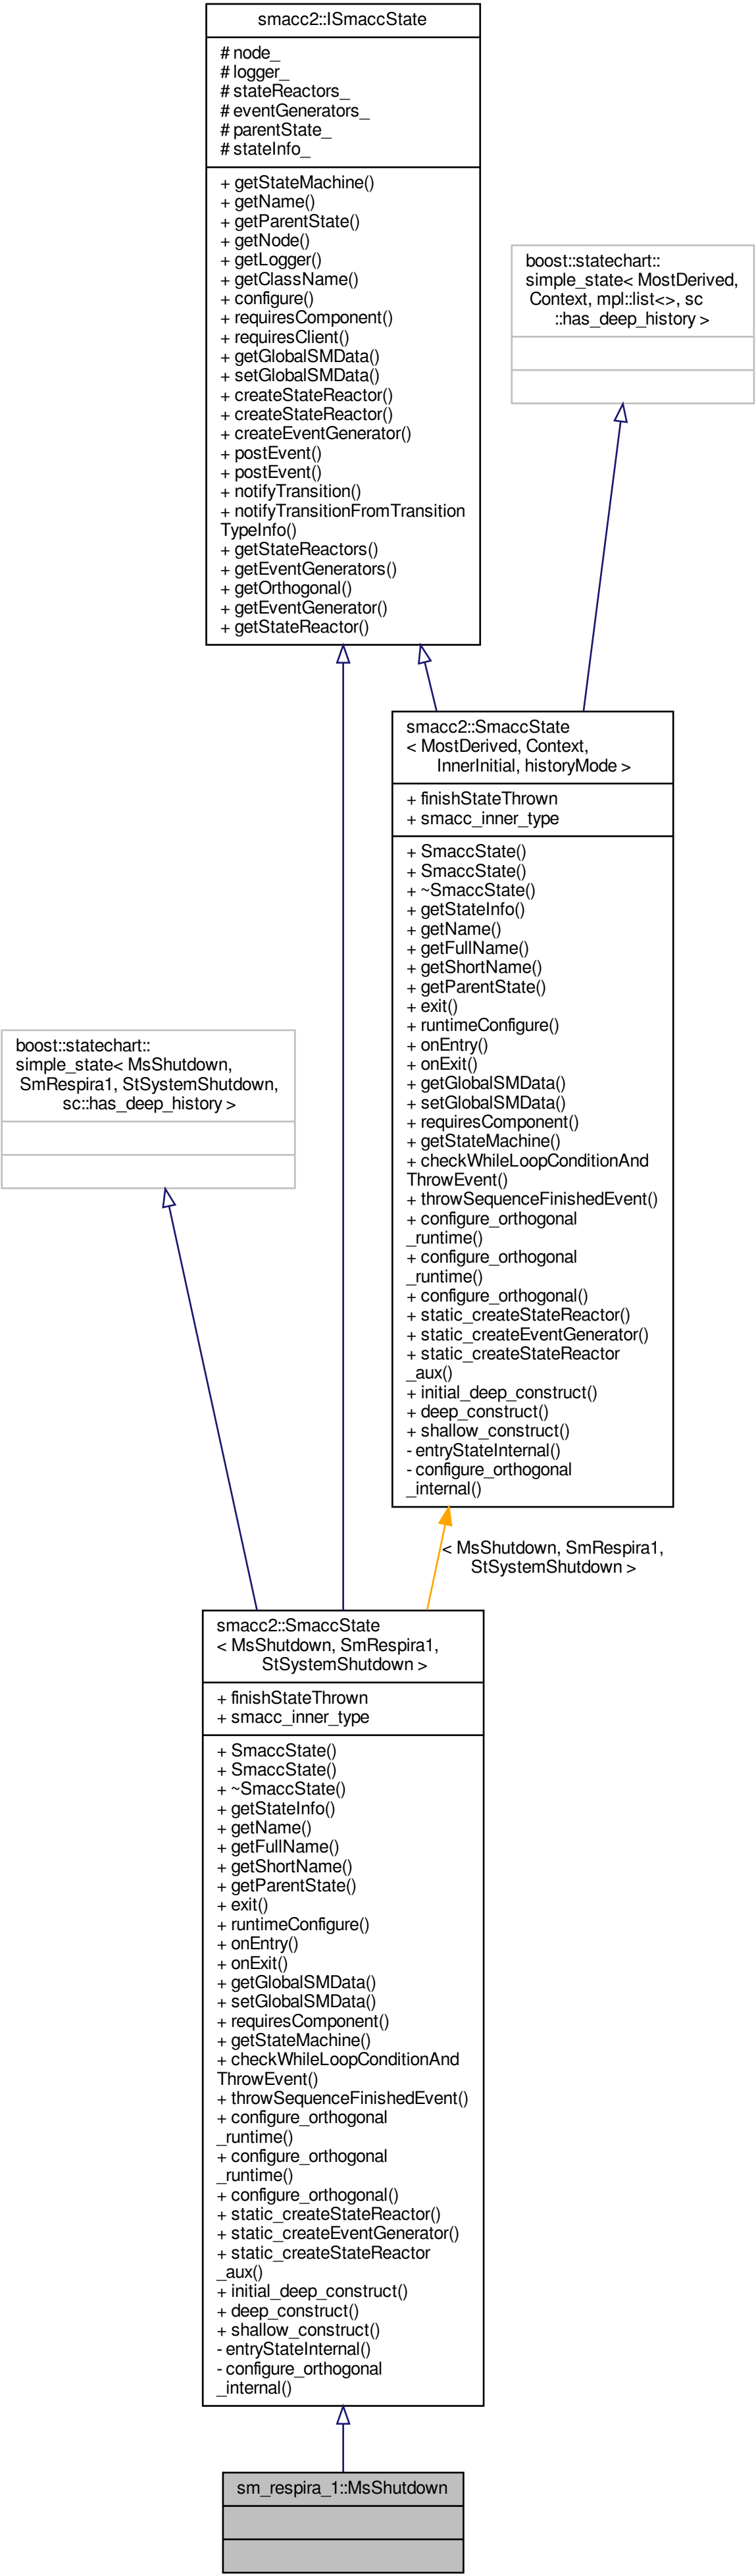 smacc2::ISmaccState
# node_
# logger_
# stateReactors_
# eventGenerators_
# parentState_
# stateInfo_
+ getStateMachine()
+ getName()
+ getParentState()
+ getNode()
+ getLogger()
+ getClassName()
+ configure()
+ requiresComponent()
+ requiresClient()
+ getGlobalSMData()
+ setGlobalSMData()
+ createStateReactor()
+ createStateReactor()
+ createEventGenerator()
+ postEvent()
+ postEvent()
+ notifyTransition()
+ notifyTransitionFromTransition
TypeInfo()
+ getStateReactors()
+ getEventGenerators()
+ getOrthogonal()
+ getEventGenerator()
+ getStateReactor()
boost::statechart::
simple_state< MostDerived,
Context, mpl::list<>, sc
::has_deep_history >
smacc2::SmaccState
< MostDerived, Context,
InnerInitial, historyMode >
+ finishStateThrown
+ smacc_inner_type
+ SmaccState()
+ SmaccState()
+ ~SmaccState()
+ getStateInfo()
+ getName()
+ getFullName()
+ getShortName()
+ getParentState()
+ exit()
+ runtimeConfigure()
+ onEntry()
+ onExit()
+ getGlobalSMData()
+ setGlobalSMData()
+ requiresComponent()
+ getStateMachine()
+ checkWhileLoopConditionAnd
ThrowEvent()
+ throwSequenceFinishedEvent()
+ configure_orthogonal
_runtime()
+ configure_orthogonal
_runtime()
+ configure_orthogonal()
+ static_createStateReactor()
+ static_createEventGenerator()
+ static_createStateReactor
_aux()
+ initial_deep_construct()
+ deep_construct()
+ shallow_construct()
- entryStateInternal()
- configure_orthogonal
_internal()
boost::statechart::
simple_state< MsShutdown,
SmRespira1, StSystemShutdown,
sc::has_deep_history >
< MsShutdown, SmRespira1,
StSystemShutdown >
smacc2::SmaccState
< MsShutdown, SmRespira1,
StSystemShutdown >
+ finishStateThrown
+ smacc_inner_type
+ SmaccState()
+ SmaccState()
+ ~SmaccState()
+ getStateInfo()
+ getName()
+ getFullName()
+ getShortName()
+ getParentState()
+ exit()
+ runtimeConfigure()
+ onEntry()
+ onExit()
+ getGlobalSMData()
+ setGlobalSMData()
+ requiresComponent()
+ getStateMachine()
+ checkWhileLoopConditionAnd
ThrowEvent()
+ throwSequenceFinishedEvent()
+ configure_orthogonal
_runtime()
+ configure_orthogonal
_runtime()
+ configure_orthogonal()
+ static_createStateReactor()
+ static_createEventGenerator()
+ static_createStateReactor
_aux()
+ initial_deep_construct()
+ deep_construct()
+ shallow_construct()
- entryStateInternal()
- configure_orthogonal
_internal()
sm_respira_1::MsShutdown